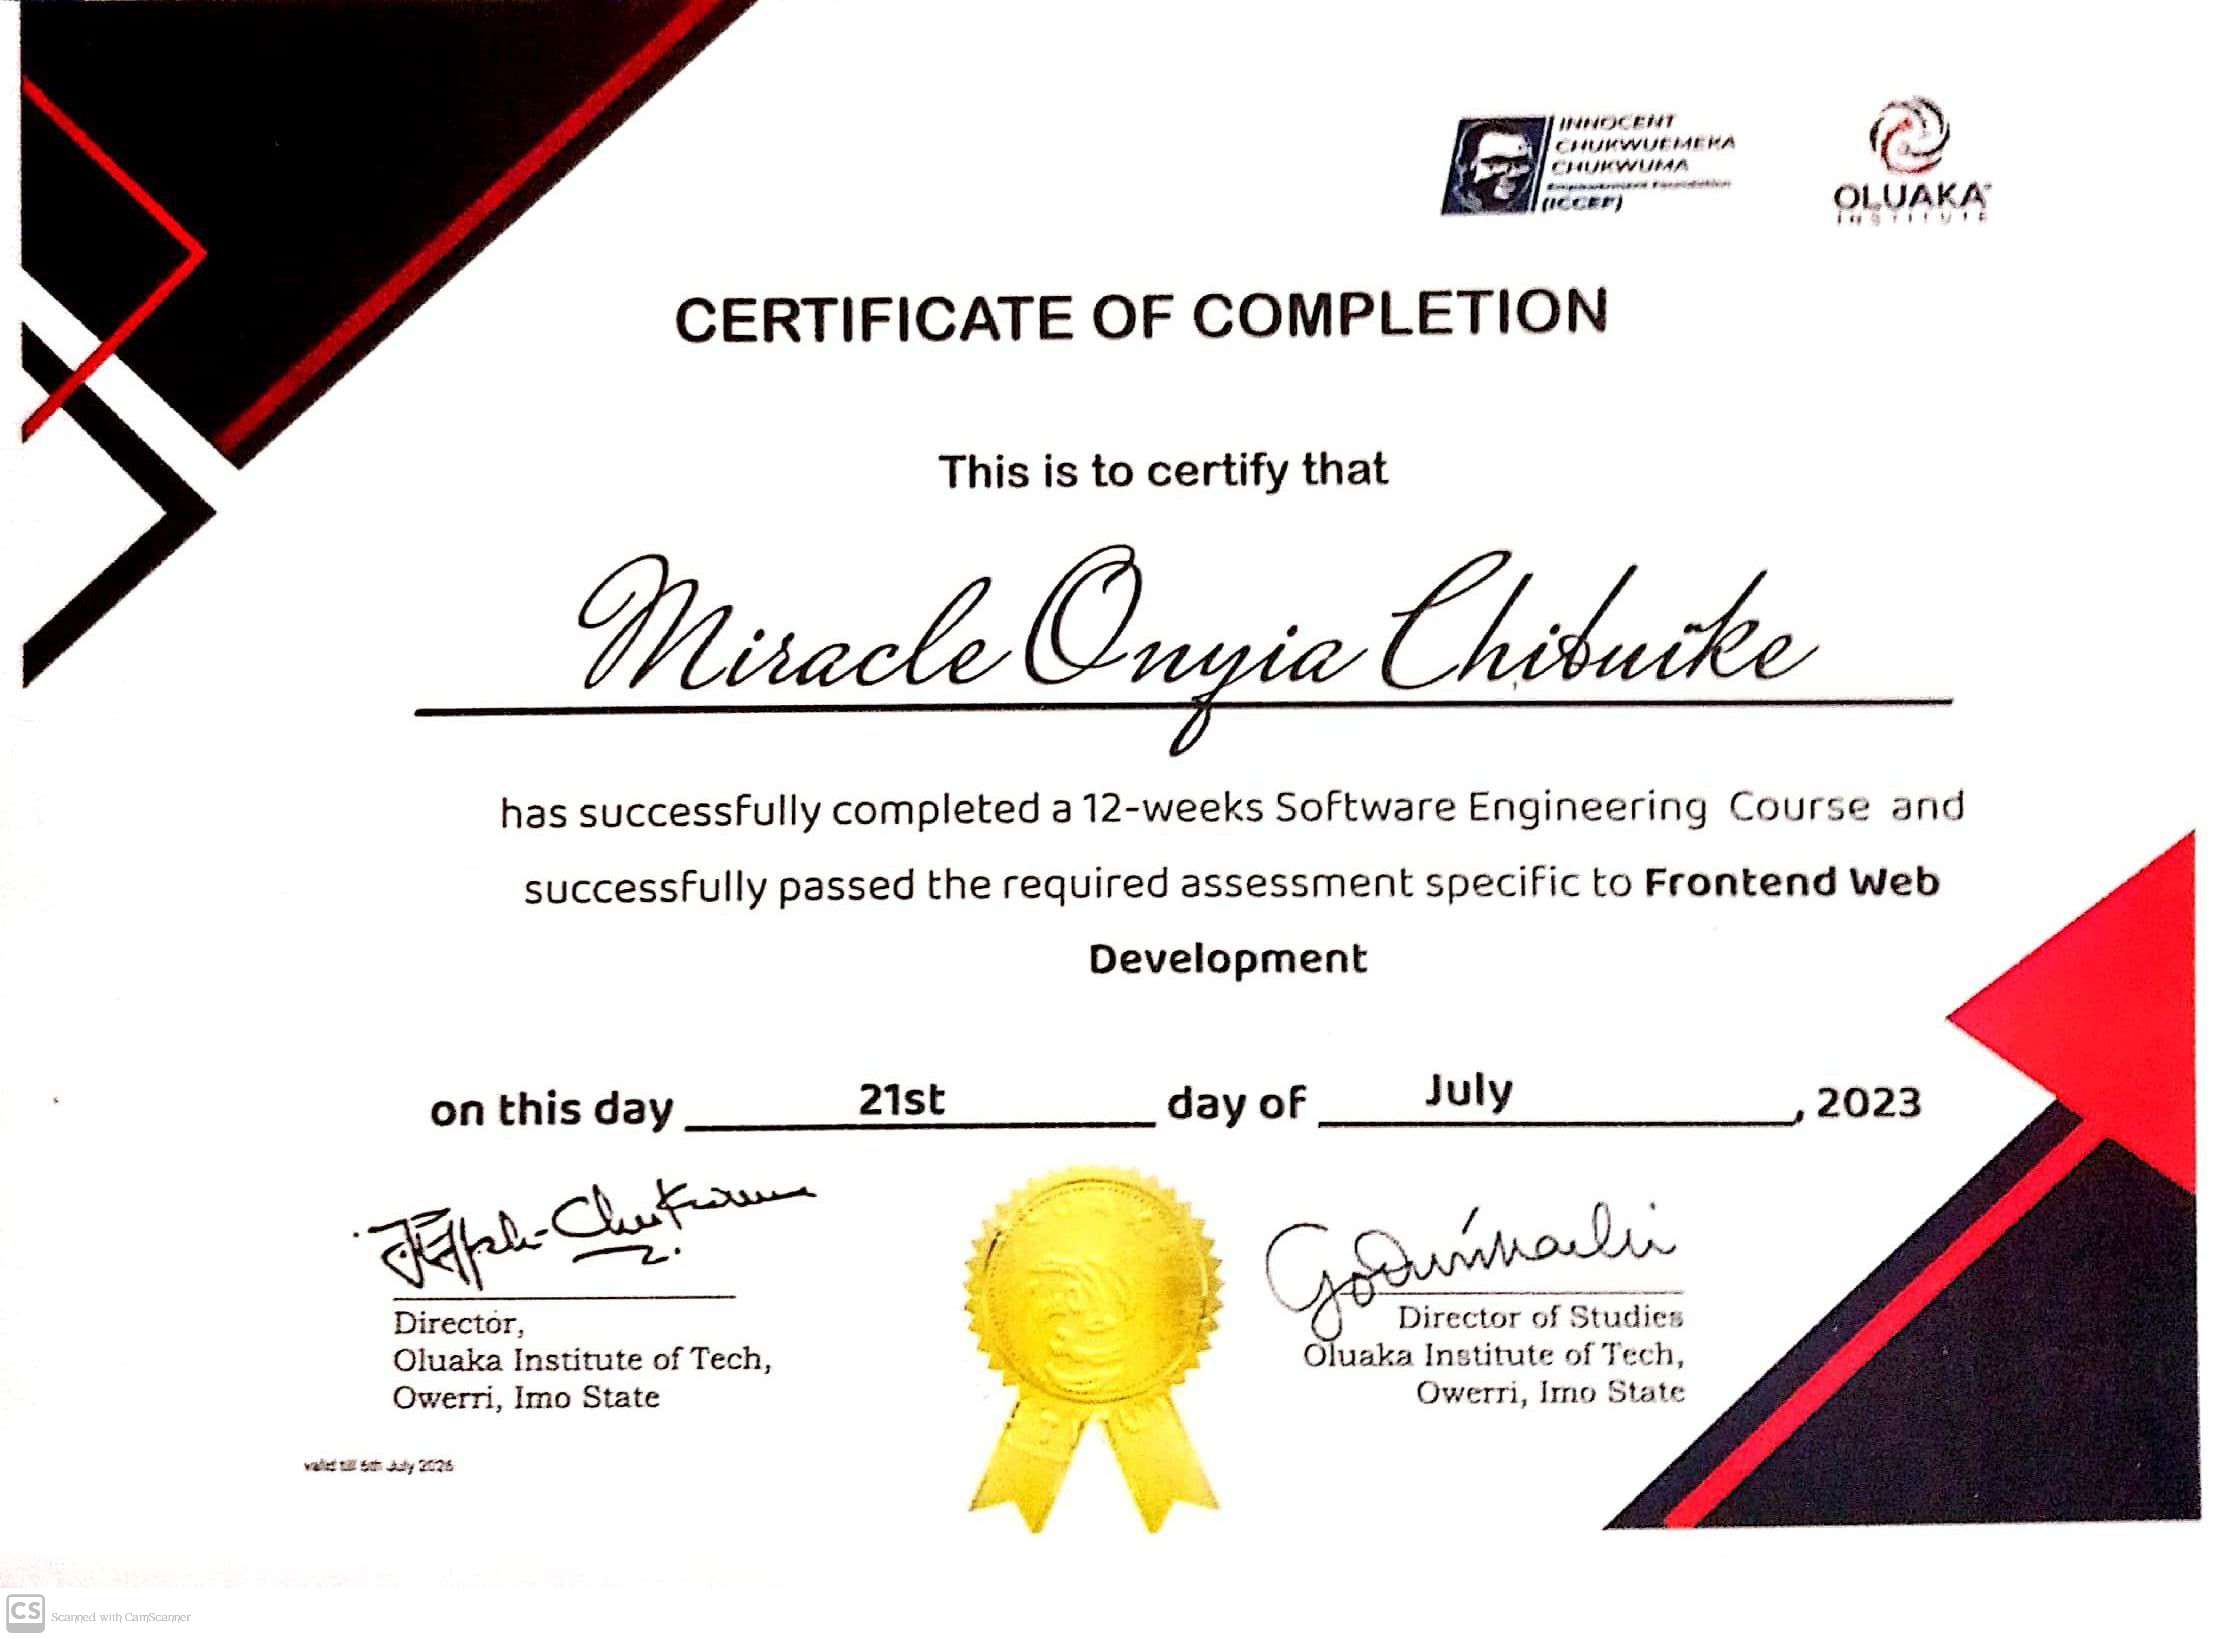 INNOCENT
CHUKWUEMEKA
CHUKWUMA
Empowerment Foundation
(ICCEF)
OLUAKA
INSTITUTE
CERTIFICATE OF COMPLETION
This is to certify that
Miracle Onyia Chibuike
has successfully completed a 12-weeks Software Engineering Course and
successfully passed the required assessment specific to Frontend Web
Development
on this day 21st day of July, 2023
Director,
Oluaka Institute of Tech,
Owerri, Imo State
Director of Studies
Oluaka Institute of Tech,
Owerri, Imo State
valid till 6th July 2026
CS Scanned with CamScanner